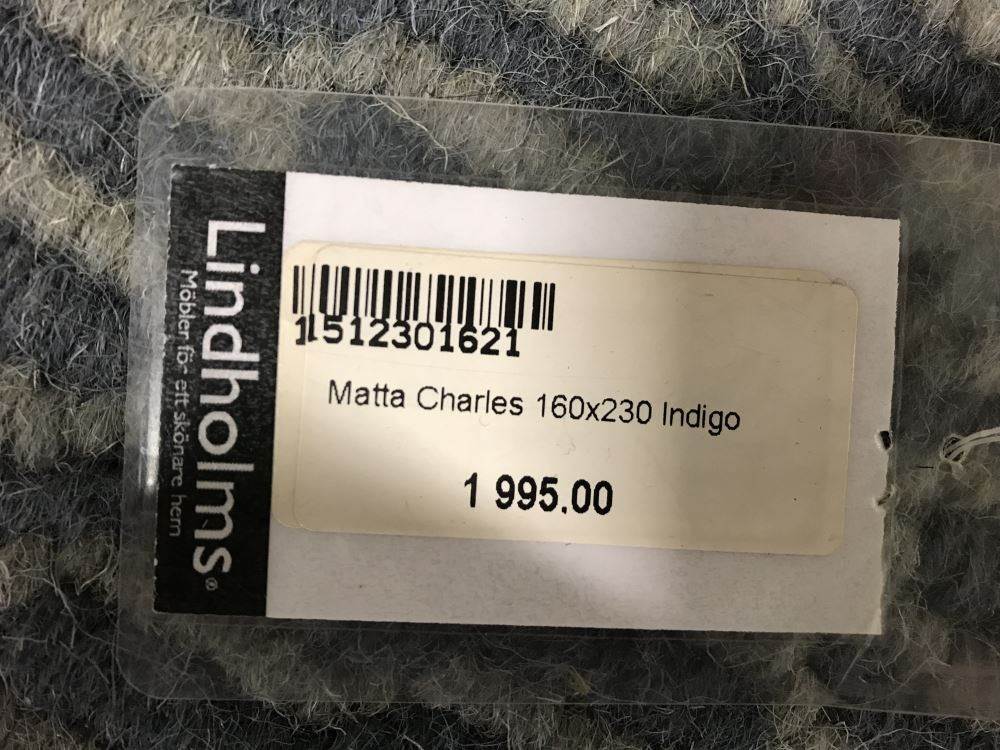 Lindholms®
Möbler för ett skönare hem
1512301621
Matta Charles 160x230 Indigo
1 995.00